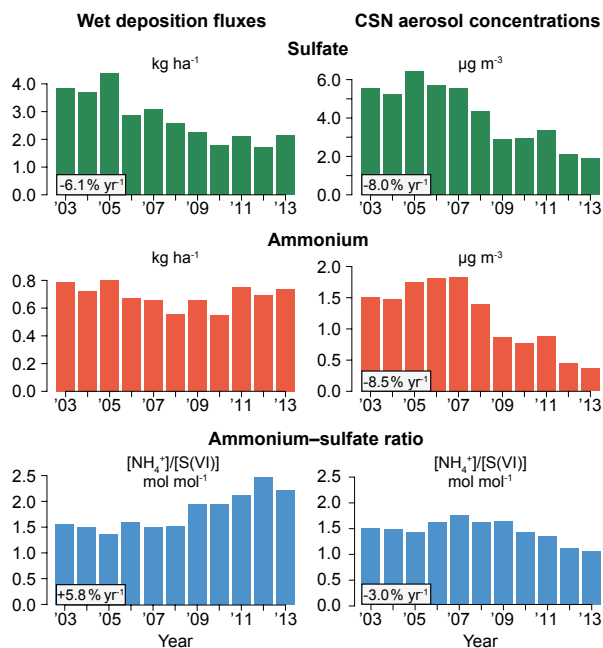 Wet deposition fluxes
CSN aerosol concentrations
Sulfate
kg ha⁻¹
µg m⁻³
4.0
3.0
2.0
1.0
0.0
-6.1% yr⁻¹
'03 '05 '07 '09 '11 '13
6.0
4.0
2.0
0.0
-8.0% yr⁻¹
'03 '05 '07 '09 '11 '13
Ammonium
kg ha⁻¹
µg m⁻³
0.8
0.6
0.4
0.2
0.0
'03 '05 '07 '09 '11 '13
2.0
1.5
1.0
0.5
0.0
-8.5% yr⁻¹
'03 '05 '07 '09 '11 '13
Ammonium–sulfate ratio
[NH₄⁺]/[S(VI)]
mol mol⁻¹
2.5
2.0
1.5
1.0
0.5
0.0
+5.8% yr⁻¹
'03 '05 '07 '09 '11 '13
Year
[NH₄⁺]/[S(VI)]
mol mol⁻¹
2.5
2.0
1.5
1.0
0.5
0.0
-3.0% yr⁻¹
'03 '05 '07 '09 '11 '13
Year